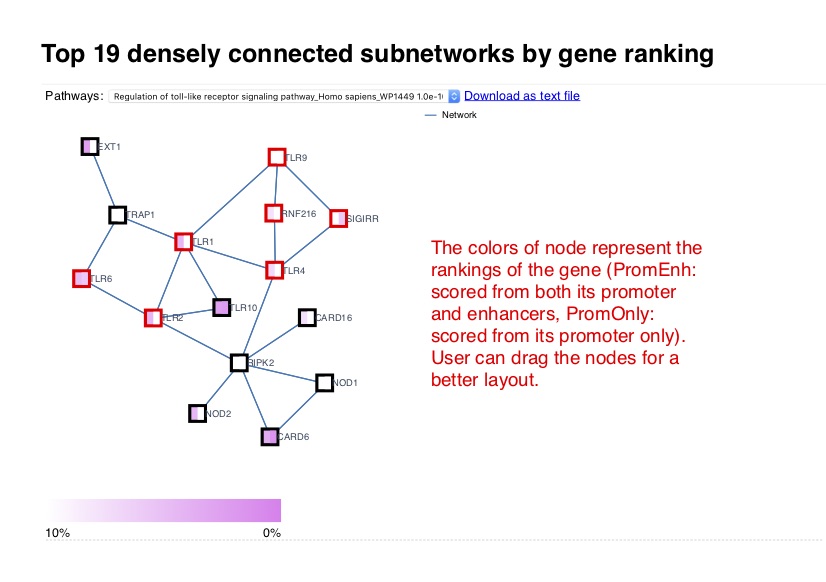 Top 19 densely connected subnetworks by gene ranking
Pathways: Regulation of toll-like receptor signaling pathway_Homo sapiens_WP1449 1.0e-1 Download as text file
Network
EXT1
TLR9
TRAP1
RNF216
SIGIRR
TLR1
TLR4
TLR6
TLR10
TLR2
CARD16
RIPK2
NOD1
NOD2
CARD6
The colors of node represent the
rankings of the gene (PromEnh:
scored from both its promoter
and enhancers, PromOnly:
scored from its promoter only).
User can drag the nodes for a
better layout.
10% 0%